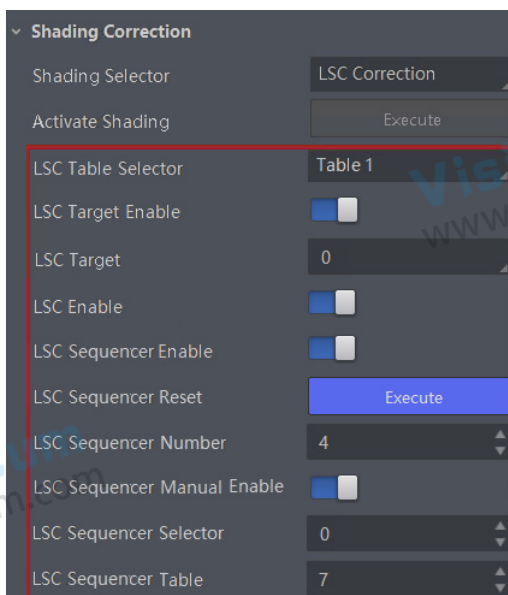 Shading Correction
Shading Selector LSC Correction
Activate Shading Execute
LSC Table Selector Table 1
LSC Target Enable
LSC Target 0
LSC Enable
LSC Sequencer Enable
LSC Sequencer Reset Execute
LSC Sequencer Number 4
LSC Sequencer Manual Enable
LSC Sequencer Selector 0
LSC Sequencer Table 7